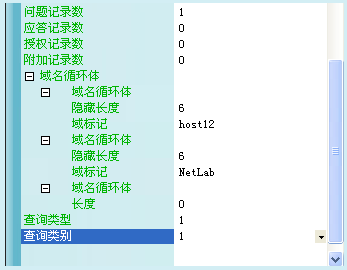 问题记录数 1
应答记录数 0
授权记录数 0
附加记录数 0
域名循环体
域名循环体
隐藏长度 6
域标记 host12
域名循环体
隐藏长度 6
域标记 NetLab
域名循环体
长度 0
查询类型 1
查询类别 1